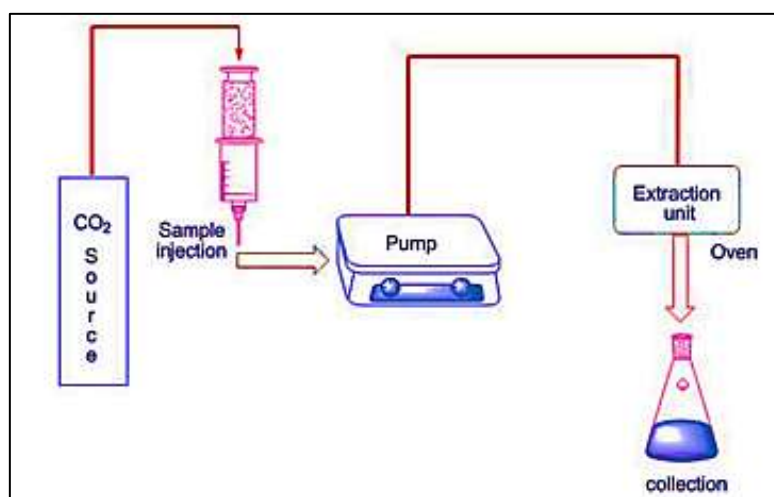 CO₂
Source
Sample
injection
Pump
Extraction
unit
Oven
collection